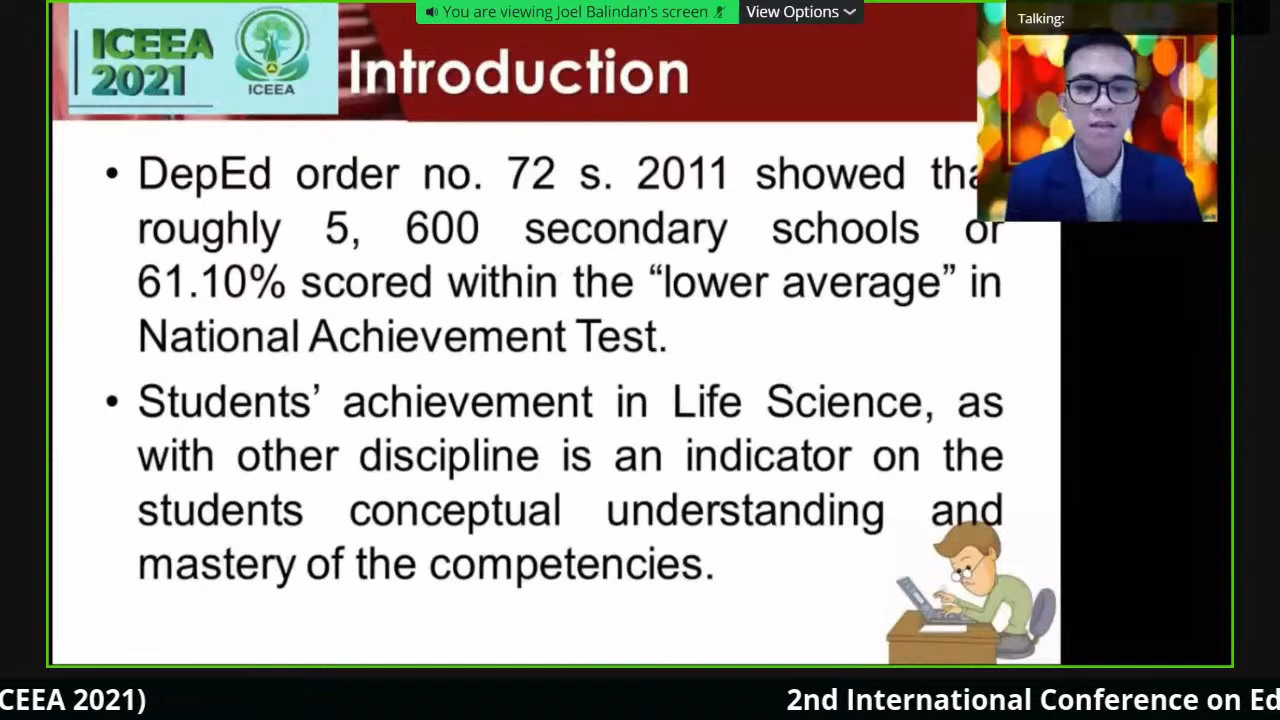 You are viewing Joel Balindan's screen
View Options
Talking:
ICEEA
2021
ICEEA
Introduction
• DepEd order no. 72 s. 2011 showed tha
roughly 5, 600 secondary schools or
61.10% scored within the “lower average” in
National Achievement Test.
• Students’ achievement in Life Science, as
with other discipline is an indicator on the
students conceptual understanding and
mastery of the competencies.
CEEA 2021)
2nd International Conference on Ed